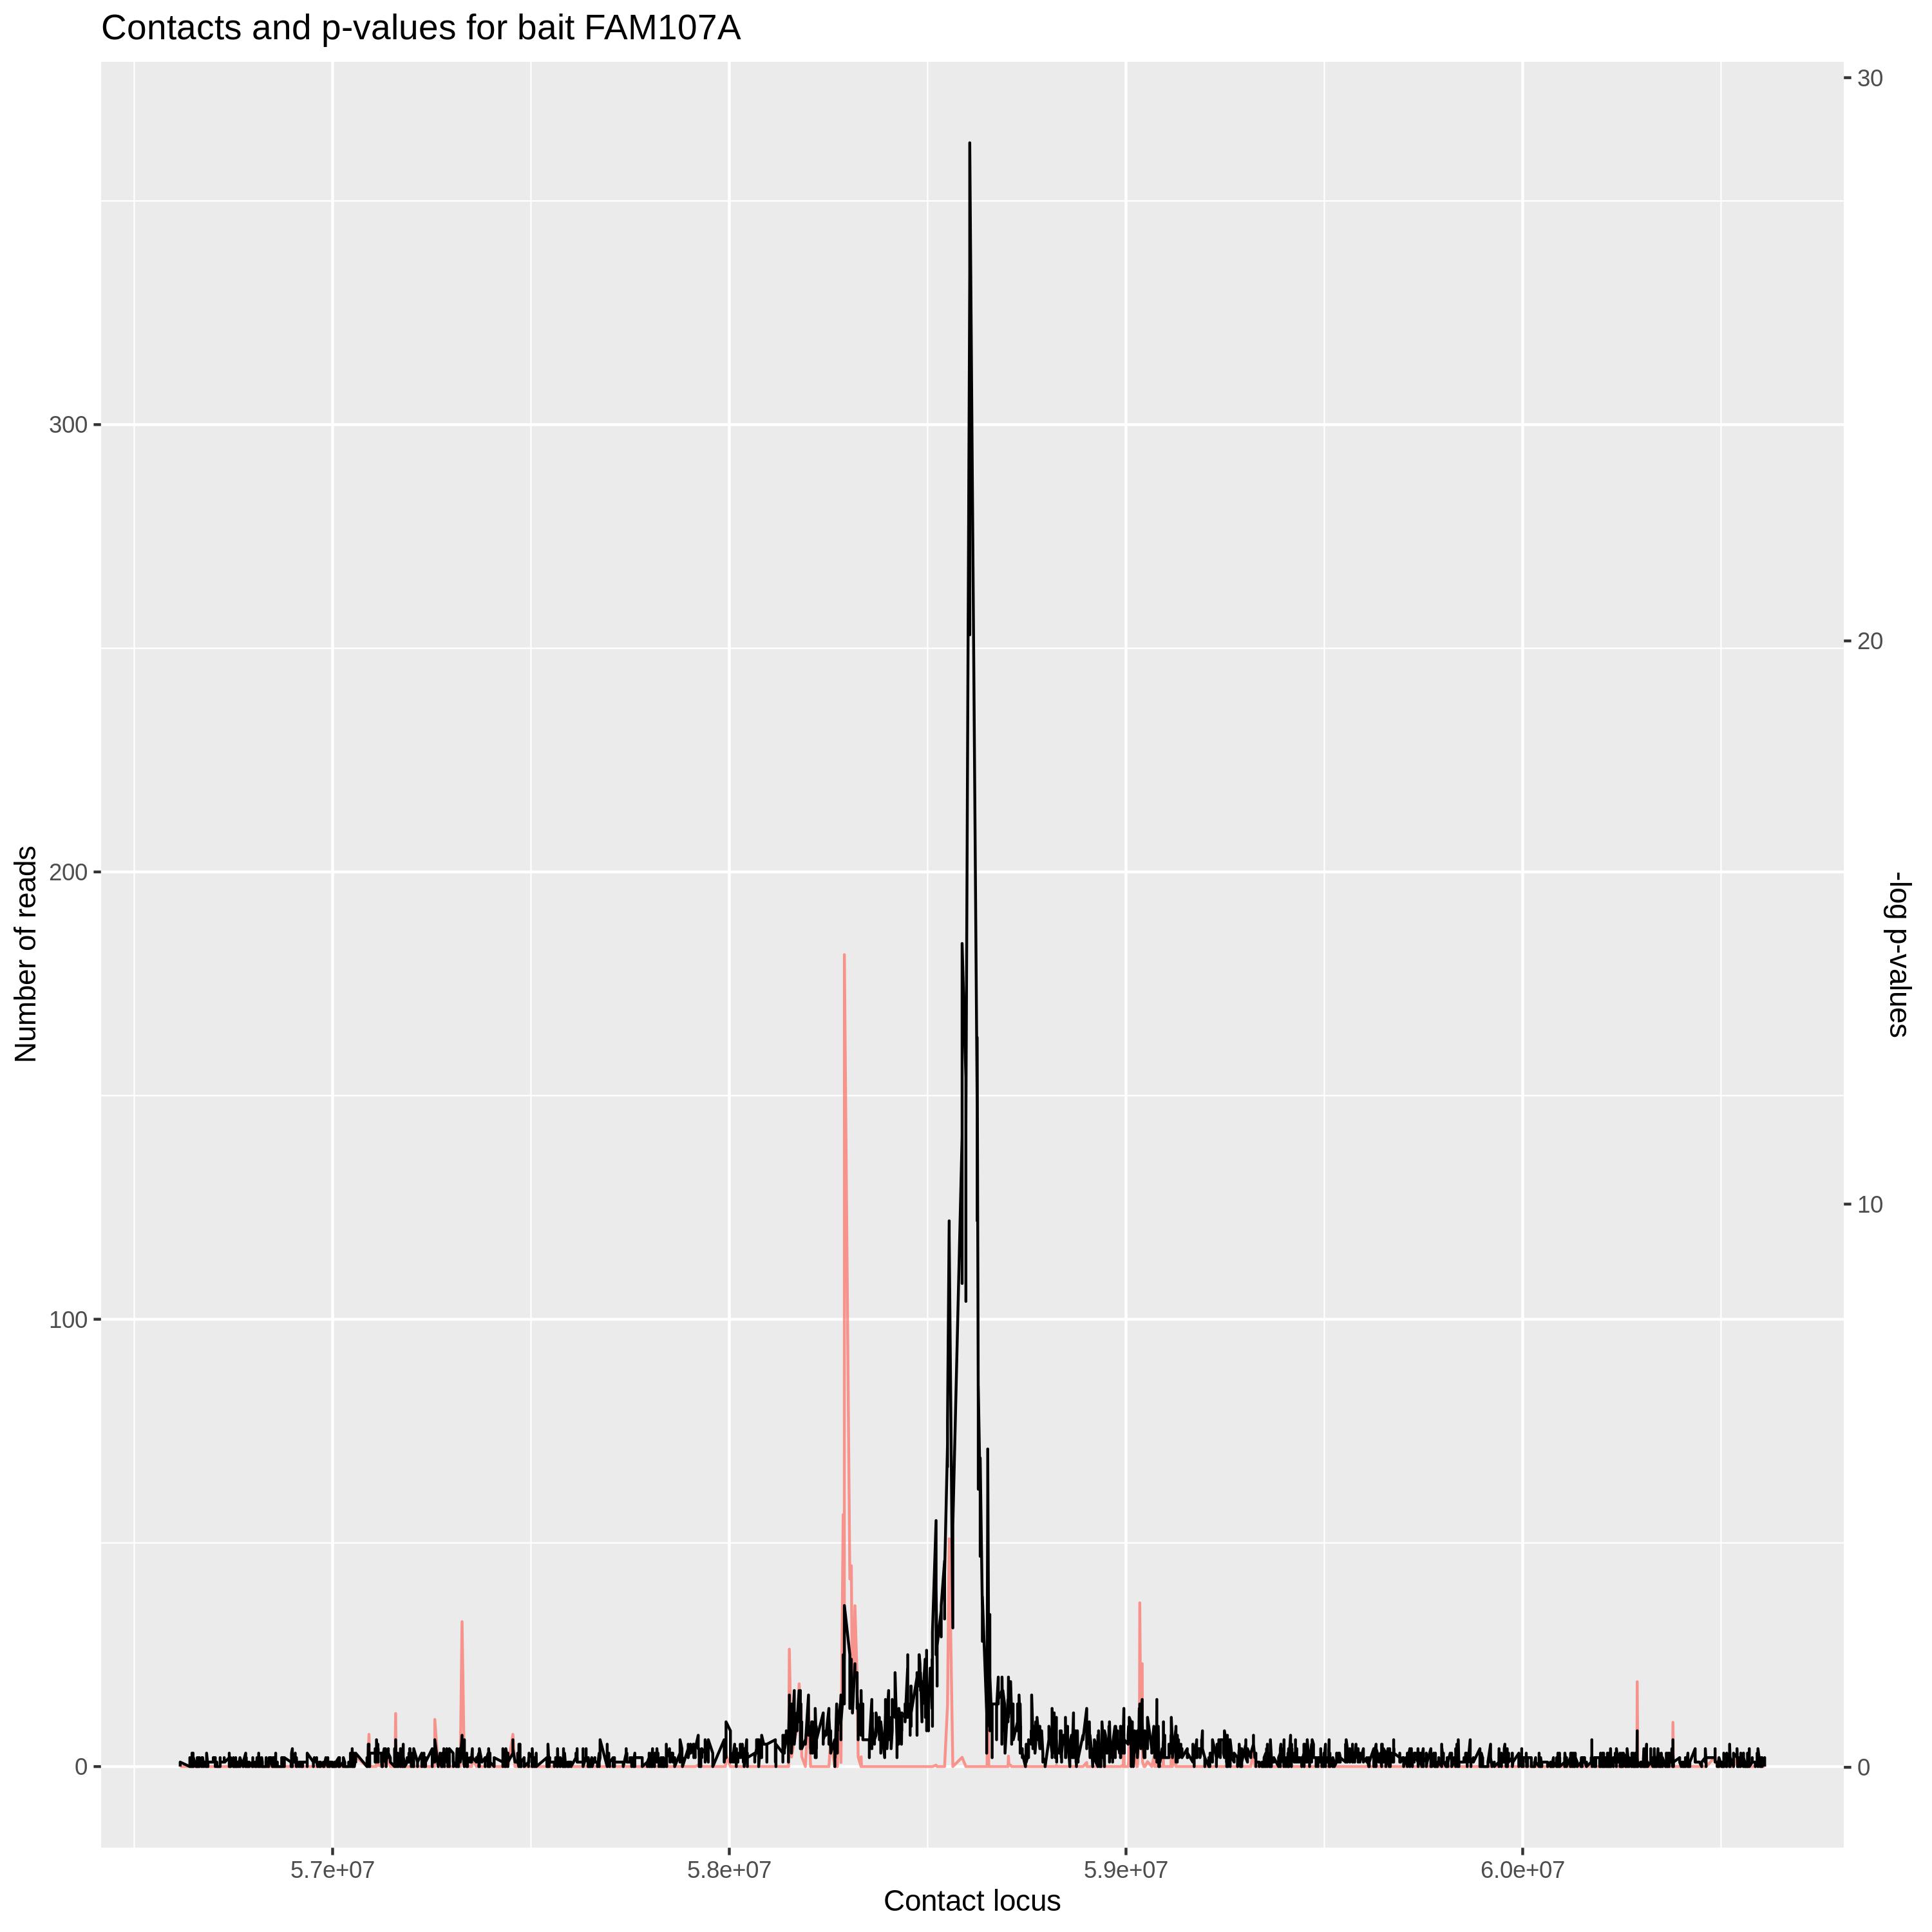 Contacts and p-values for bait FAM107A
30
300
20
200
Number of reads
-log p-values
10
100
0
0
5.7e+07 5.8e+07 5.9e+07 6.0e+07
Contact locus